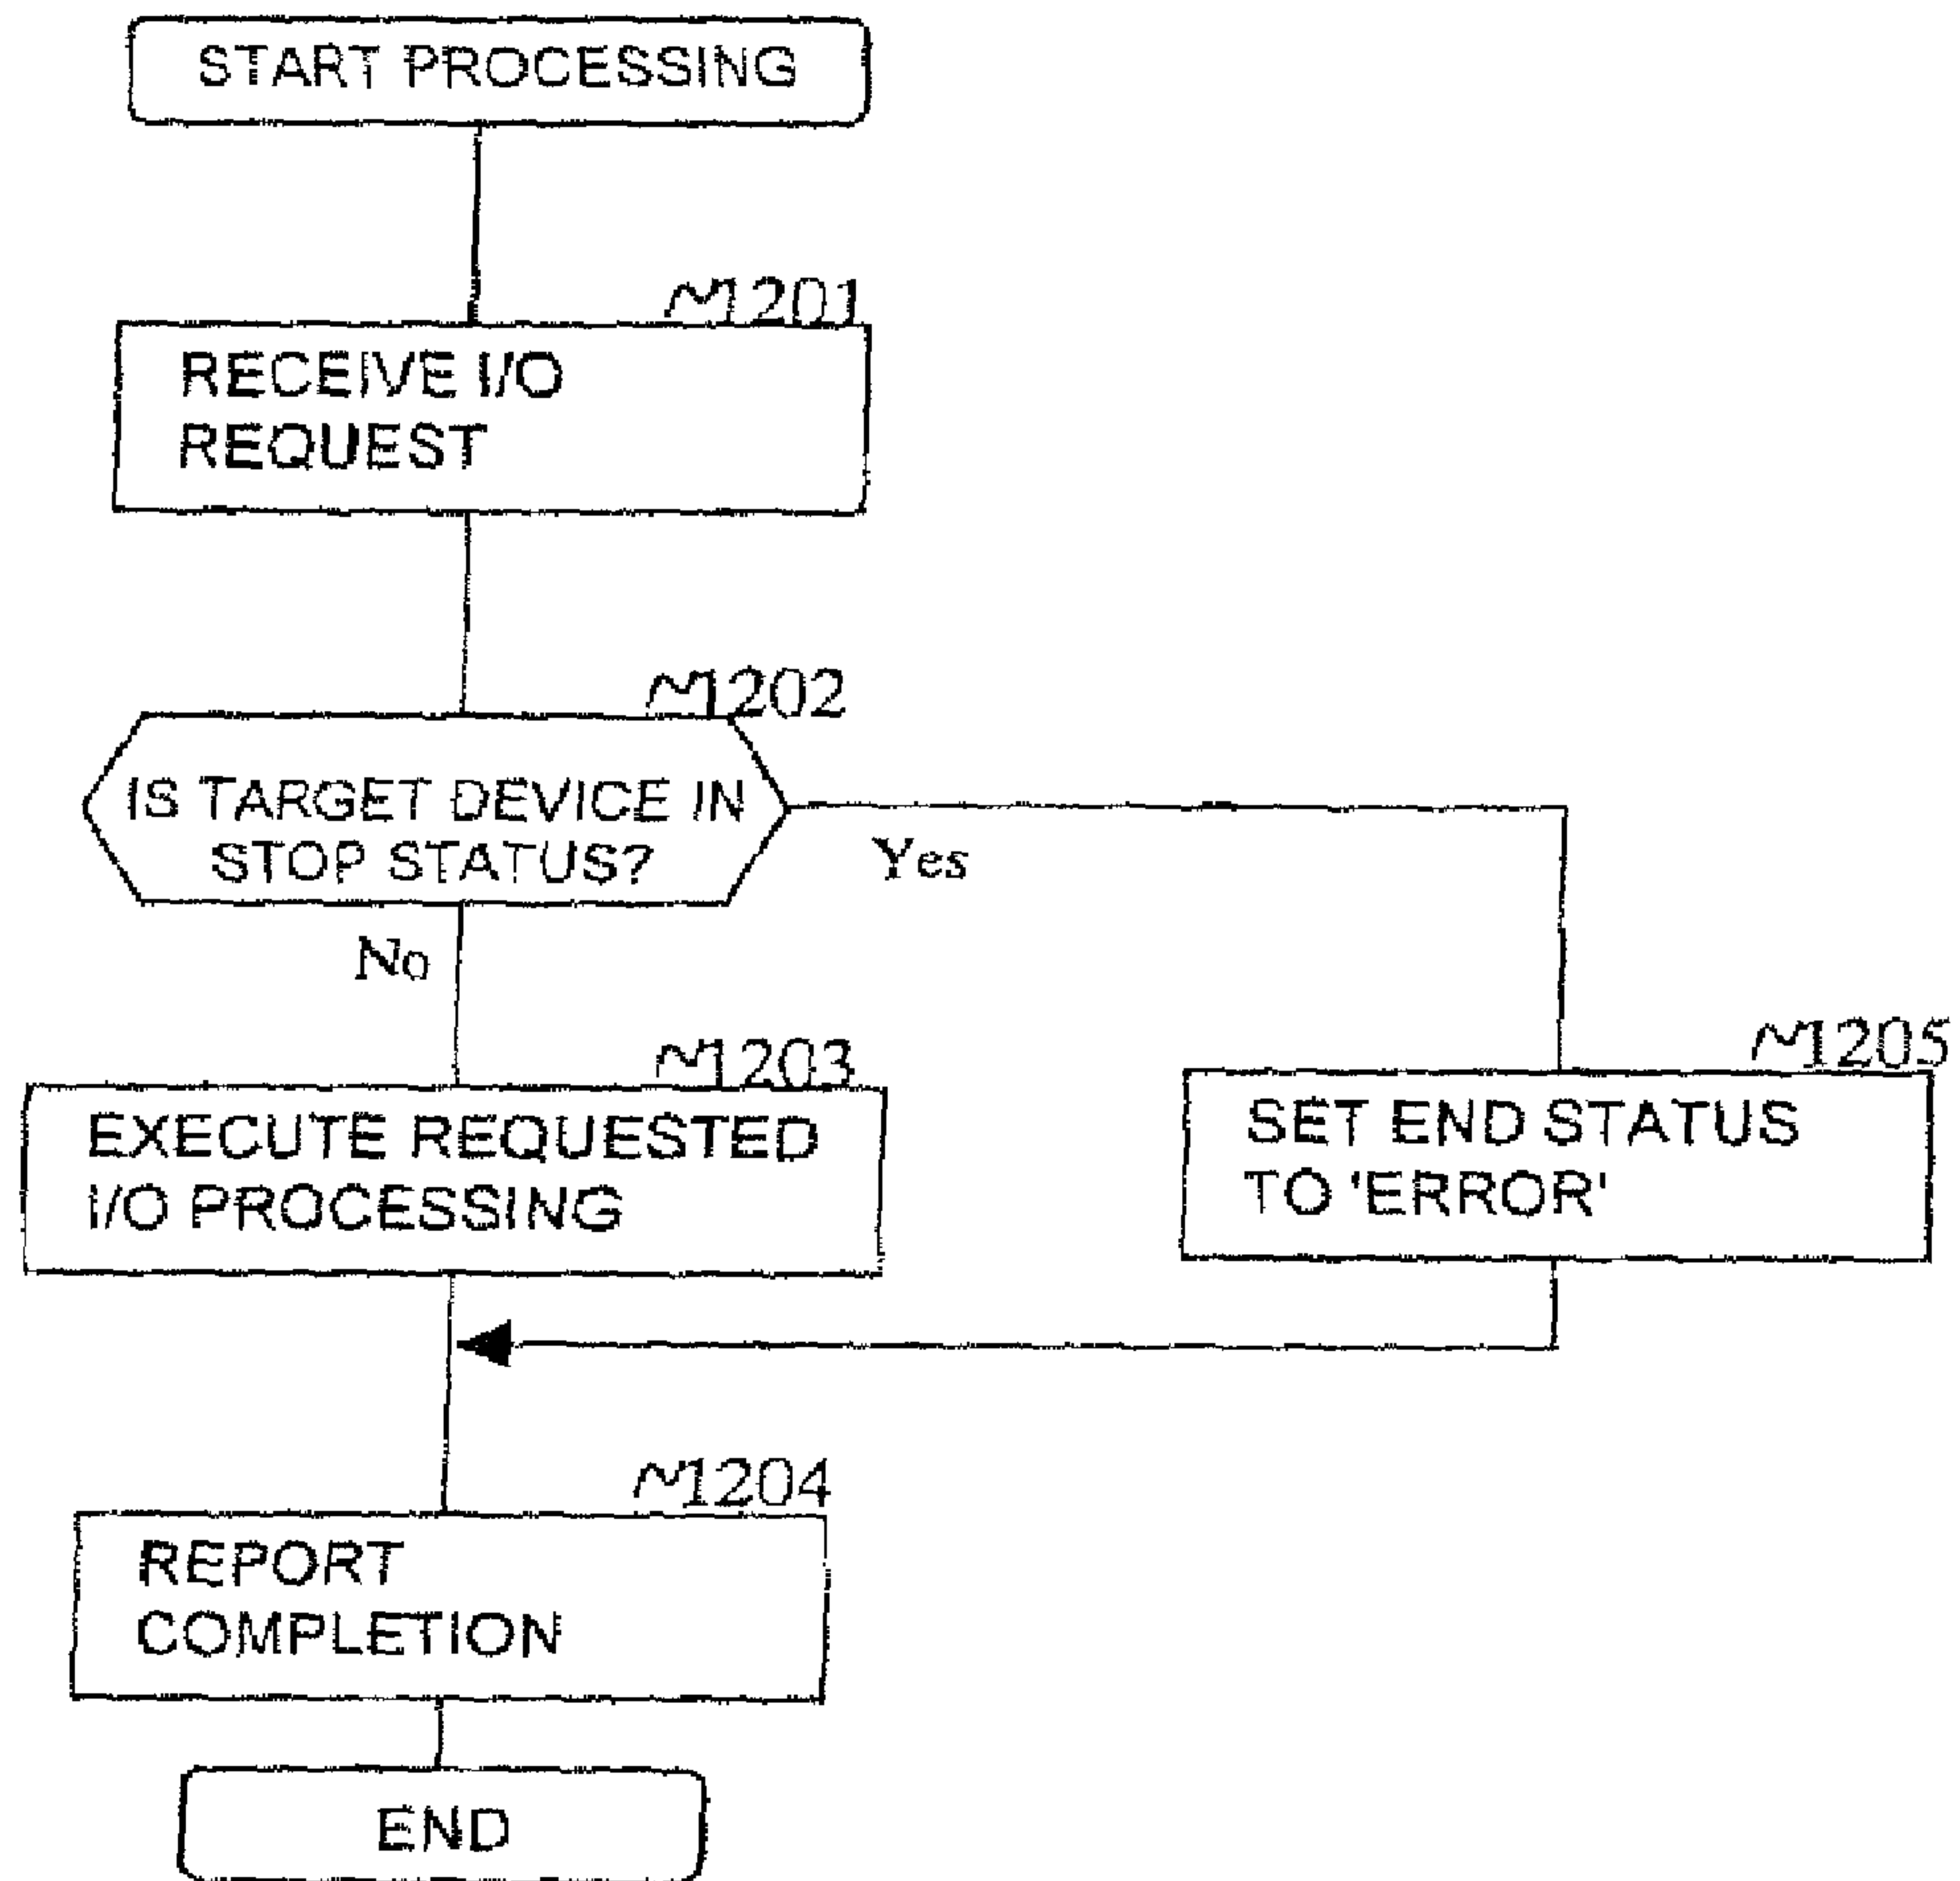 START PROCESSING
1201
RECEIVE I/O
REQUEST
1202
IS TARGET DEVICE IN
STOP STATUS?
Yes
No
1203
EXECUTE REQUESTED
I/O PROCESSING
1205
SET END STATUS
TO 'ERROR'
1204
REPORT
COMPLETION
END